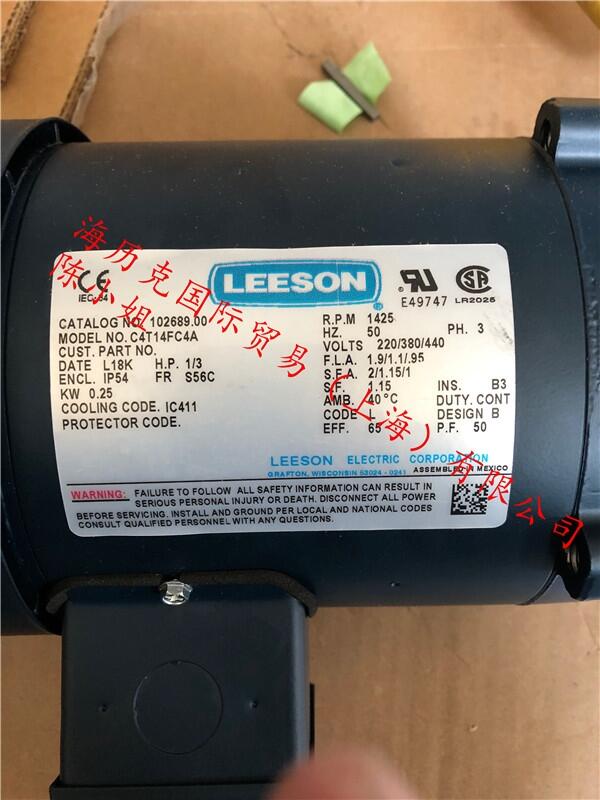 LEESON
CE
IEC-34
E49747
LR2025
CATALOG NO. 102689.00
MODEL NO. C4T14FC4A
CUST. PART NO.
DATE L18K H.P. 1/3
ENCL. IP54 FR S56C
KW 0.25
COOLING CODE. IC411
PROTECTOR CODE.
R.P.M 1425
HZ. 50 PH. 3
VOLTS 220/380/440
F.L.A. 1.9/1.1/.95
S.F.A. 2/1.15/1
S.F. 1.15 INS. B3
AMB. 40°C DUTY. CONT
CODE L DESIGN B
EFF. 65 P.F. 50
LEESON ELECTRIC CORPORATION
GRAFTON, WISCONSIN 53024-0241 ASSEMBLED IN MEXICO
WARNING: FAILURE TO FOLLOW ALL SAFETY INFORMATION CAN RESULT IN
SERIOUS PERSONAL INJURY OR DEATH. DISCONNECT ALL POWER
BEFORE SERVICING. INSTALL AND GROUND PER LOCAL AND NATIONAL CODES
CONSULT QUALIFIED PERSONNEL WITH ANY QUESTIONS.
海历克国际贸易（上海）有限公司
陈小姐